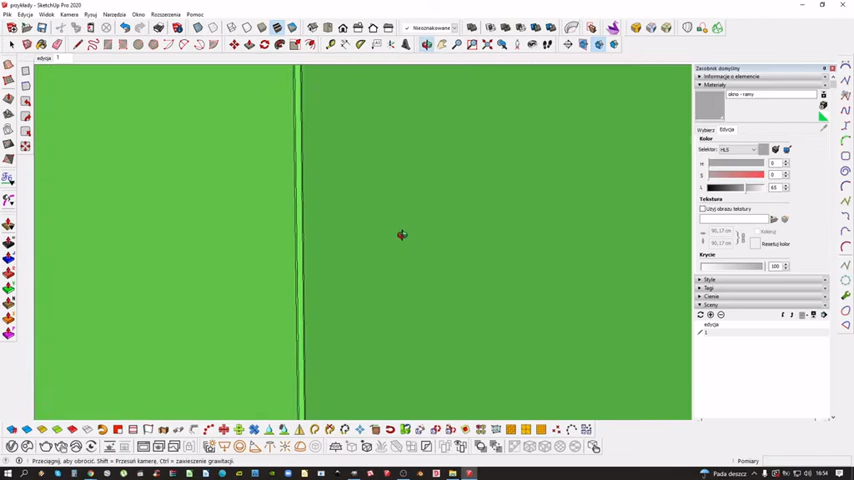 przykłady - SketchUp Pro 2020
Plik Edycja Widok Kamera Rysuj Narzędzia Okno Rozszerzenia Pomoc
Nieoznakowane
edycja 1
Zasobnik domyślny
Informacje o elemencie
Materiały
okno - ramy
Wybierz Edycja
Kolor
Selektor: HLS
H 0
S 0
L 65
Tekstura
Użyj obrazu tekstury
90,17 cm
Koloruj
90,17 cm
Resetuj kolor
Krycie
100
Style
Tagi
Cienie
Sceny
edycja
1
Przeciągnij, aby obrócić. Shift = Przesuń kamerę. Ctrl = zawieszenie grawitacji.
Pomiary
Pada deszcz
16:54